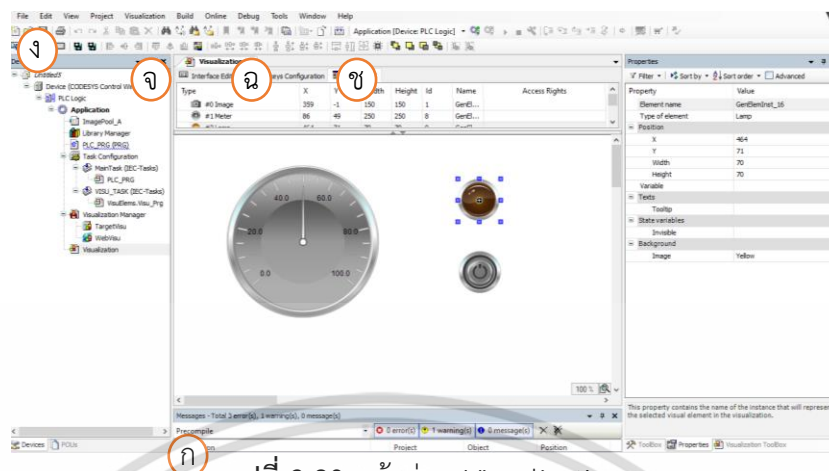 File Edit View Project Visualization Build Online Debug Tools Window Help
Application [Device: PLC Logic]
ง
จ
ฉ
ช
Visualization
Interface Edit
eys Configuration
Type X Y dth Height Id Name Access Rights
#0 Image 359 -1 150 150 1 GenEl...
#1 Meter 86 49 250 250 8 GenEl...
Untitled3
Device (CODESYS Control Wi
PLC Logic
Application
ImagePool_A
Library Manager
PLC_PRG (PRG)
Task Configuration
MainTask (IEC-Tasks)
PLC_PRG
VISU_TASK (IEC-Tasks)
VisuElems.Visu_Prg
Visualization Manager
TargetVisu
WebVisu
Visualization
0.0
20.0
40.0
60.0
80.0
100.0
100 %
Properties
Filter Sort by Sort order Advanced
Property Value
Element name GenElemInst_16
Type of element Lamp
Position
X 464
Y 71
Width 70
Height 70
Variable
Texts
Tooltip
State variables
Invisible
Background
Image Yellow
This property contains the name of the instance that will represent
the selected visual element in the visualization.
Messages - Total 3 error(s), 1 warning(s), 0 message(s)
Precompile 0 error(s) 1 warning(s) 0 message(s)
Project Object Position
Devices POUs
ToolBox Properties Visualization Toolbox
ก